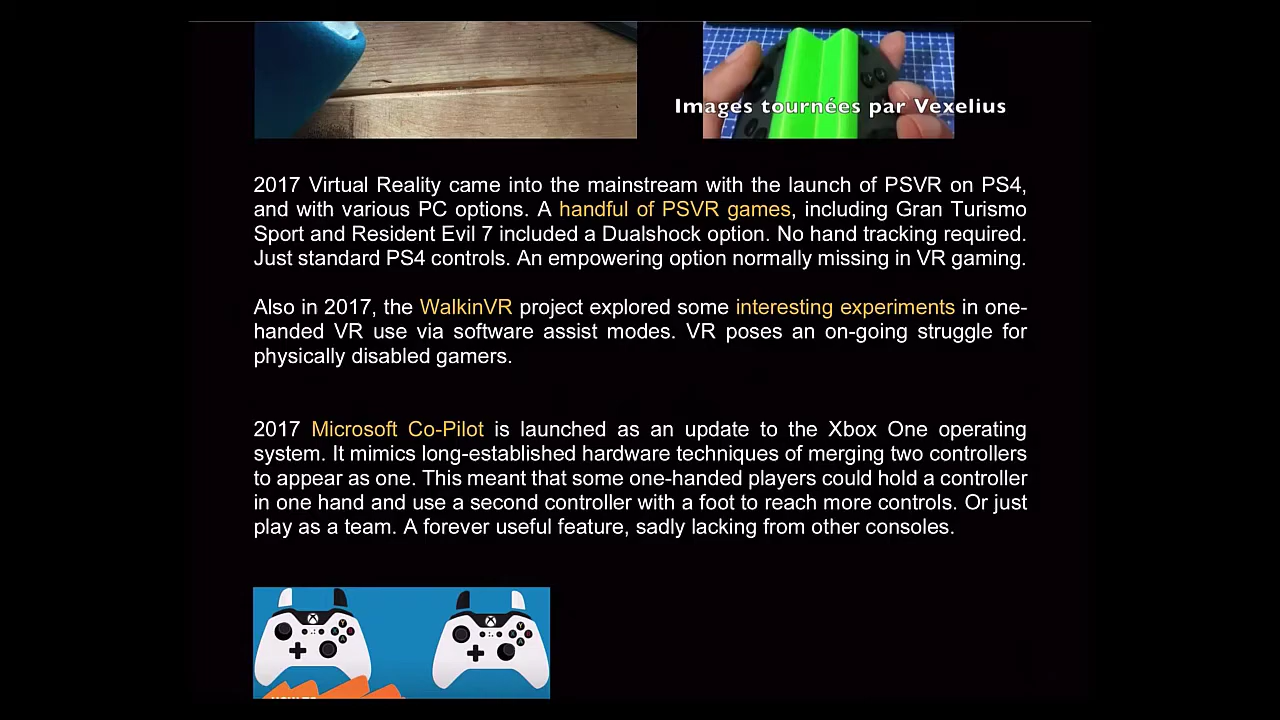 Images tournées par Vexelius
2017 Virtual Reality came into the mainstream with the launch of PSVR on PS4,
and with various PC options. A handful of PSVR games, including Gran Turismo
Sport and Resident Evil 7 included a Dualshock option. No hand tracking required.
Just standard PS4 controls. An empowering option normally missing in VR gaming.
Also in 2017, the WalkinVR project explored some interesting experiments in one-
handed VR use via software assist modes. VR poses an on-going struggle for
physically disabled gamers.
2017 Microsoft Co-Pilot is launched as an update to the Xbox One operating
system. It mimics long-established hardware techniques of merging two controllers
to appear as one. This meant that some one-handed players could hold a controller
in one hand and use a second controller with a foot to reach more controls. Or just
play as a team. A forever useful feature, sadly lacking from other consoles.